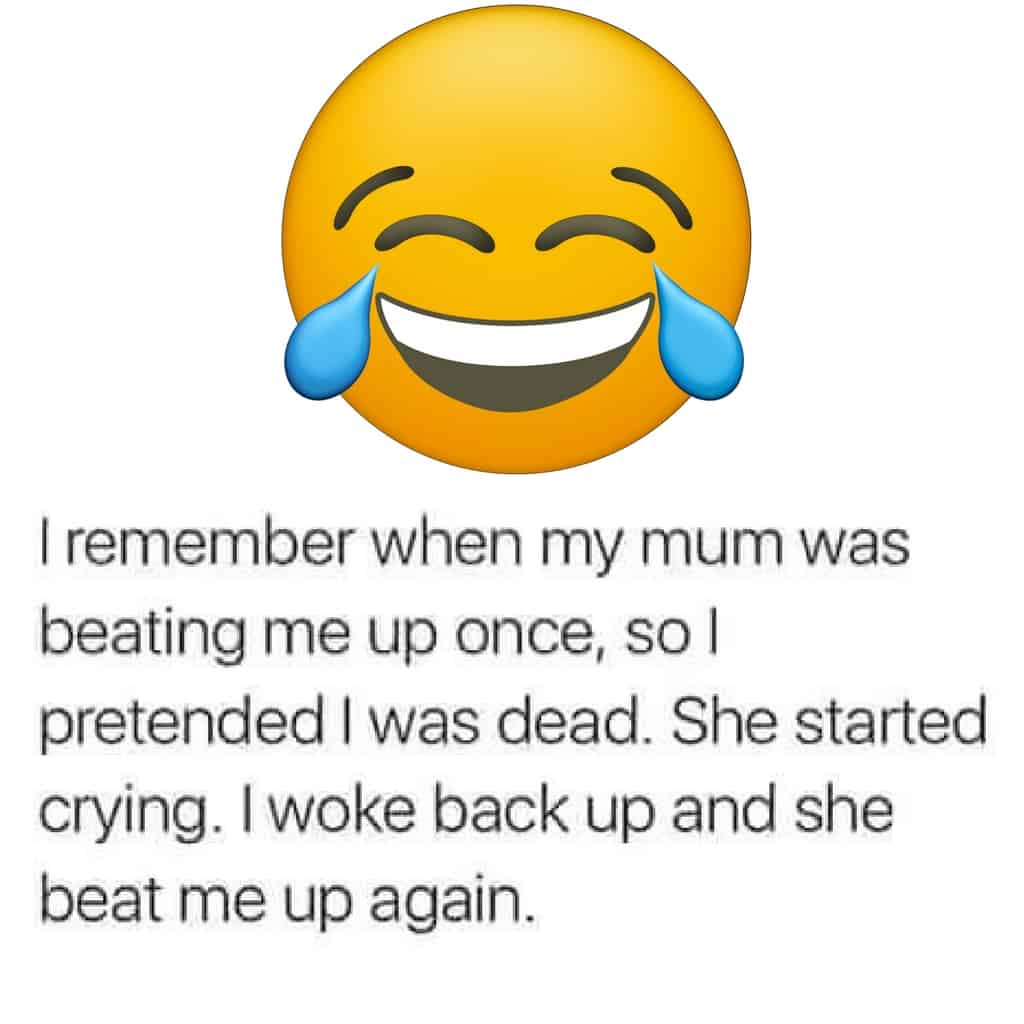 I remember when my mum was
beating me up once, so I
pretended I was dead. She started
crying. I woke back up and she
beat me up again.